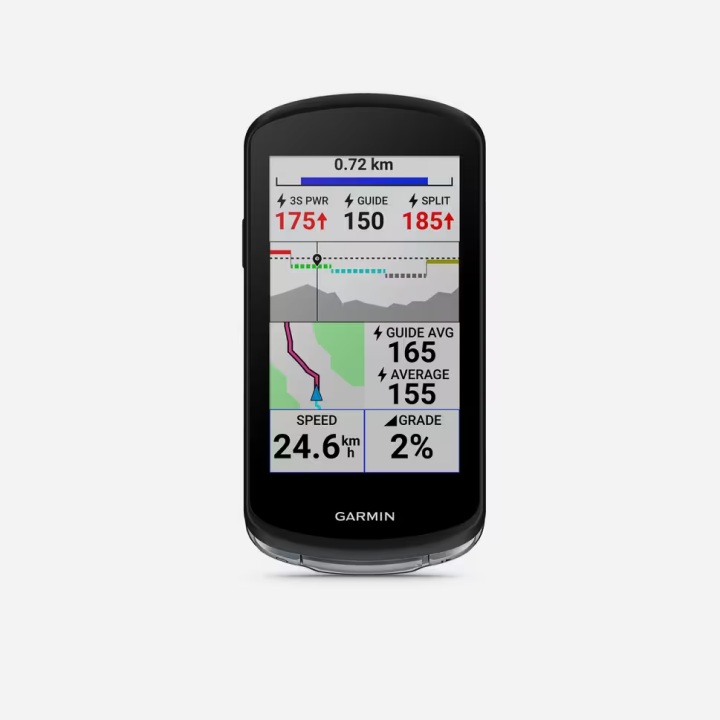 0.72 km
3S PWR GUIDE SPLIT
175 150 185
GUIDE AVG
165
AVERAGE
155
SPEED GRADE
24.6 km/h 2%
GARMIN